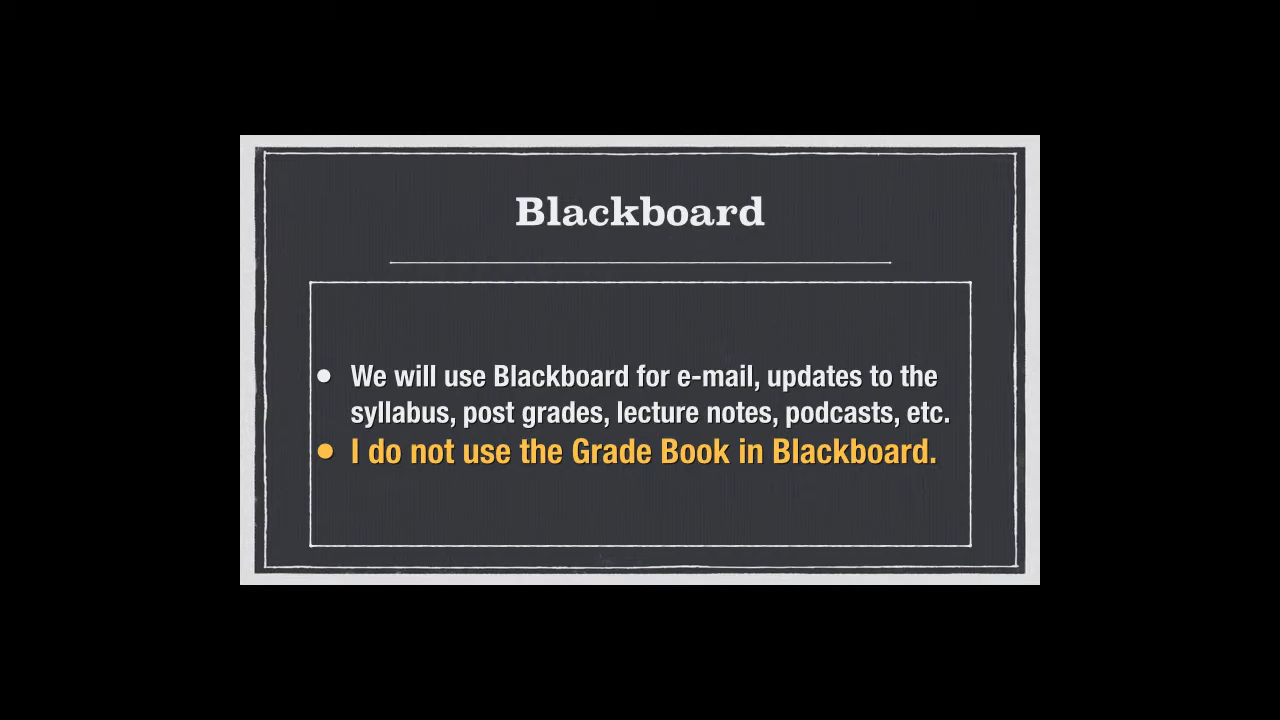 Blackboard
• We will use Blackboard for e-mail, updates to the
syllabus, post grades, lecture notes, podcasts, etc.
• I do not use the Grade Book in Blackboard.